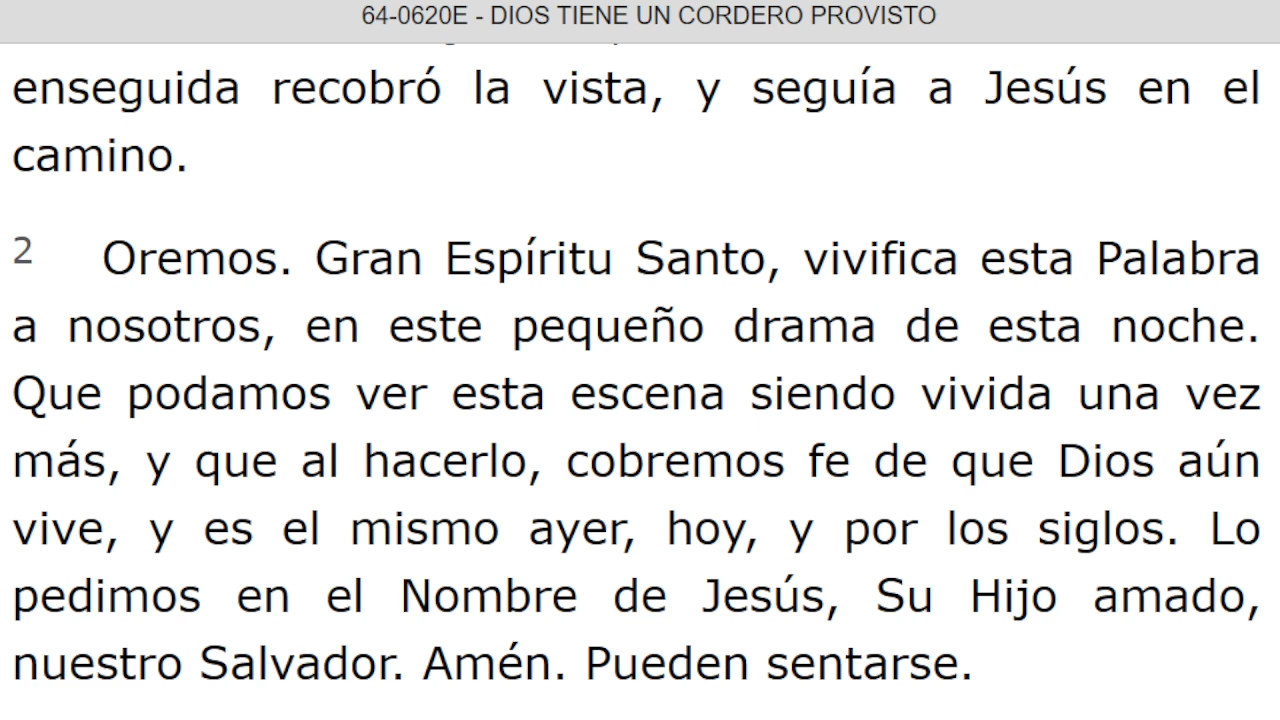 64-0620E - DIOS TIENE UN CORDERO PROVISTO
enseguida recobró la vista, y seguía a Jesús en el
camino.
2 Oremos. Gran Espíritu Santo, vivifica esta Palabra
a nosotros, en este pequeño drama de esta noche.
Que podamos ver esta escena siendo vivida una vez
más, y que al hacerlo, cobremos fe de que Dios aún
vive, y es el mismo ayer, hoy, y por los siglos. Lo
pedimos en el Nombre de Jesús, Su Hijo amado,
nuestro Salvador. Amén. Pueden sentarse.